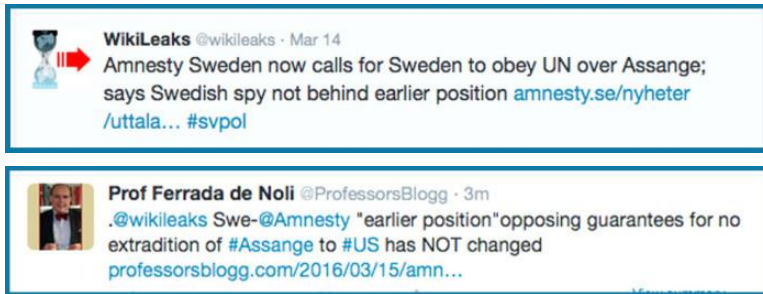 WikiLeaks @wikileaks · Mar 14
Amnesty Sweden now calls for Sweden to obey UN over Assange;
says Swedish spy not behind earlier position amnesty.se/nyheter
/uttala… #svpol
Prof Ferrada de Noli @ProfessorsBlogg · 3m
.@wikileaks Swe-@Amnesty "earlier position"opposing guarantees for no
extradition of #Assange to #US has NOT changed
professorsblogg.com/2016/03/15/amn…
View summary